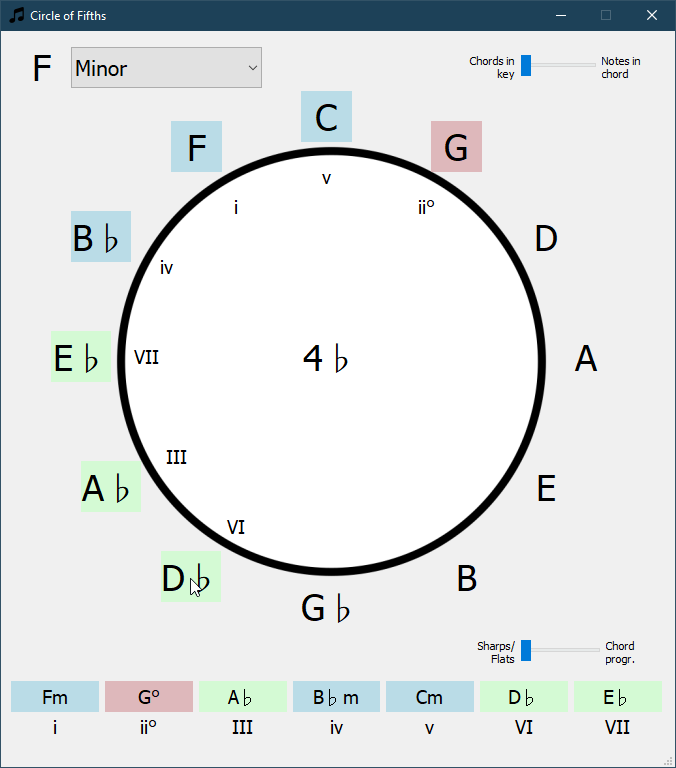 Circle of Fifths
F Minor
Chords in key
Notes in chord
C
F
G
v
i
ii°
B♭
D
iv
E♭
VII
4♭
A
III
A♭
E
VI
D♭
B
G♭
Sharps/ Flats
Chord progr.
Fm G° A♭ B♭m Cm D♭ E♭
i ii° III iv v VI VII